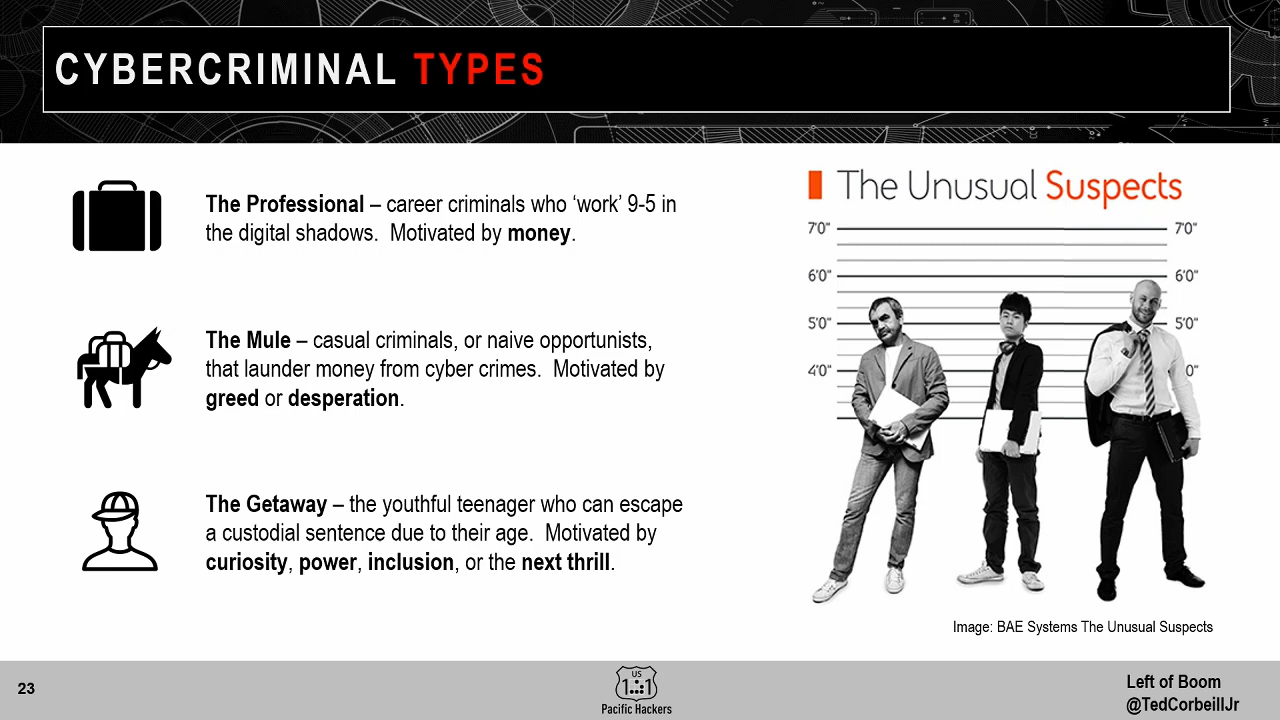 CYBERCRIMINAL TYPES
The Professional – career criminals who ‘work’ 9-5 in
the digital shadows.  Motivated by money.
The Mule – casual criminals, or naive opportunists,
that launder money from cyber crimes.  Motivated by
greed or desperation.
The Getaway – the youthful teenager who can escape
a custodial sentence due to their age.  Motivated by
curiosity, power, inclusion, or the next thrill.
The Unusual Suspects
7'0" 7'0"
6'0" 6'0"
5'0" 5'0"
4'0" 0"
Image: BAE Systems The Unusual Suspects
23
US
1 1
Pacific Hackers
Left of Boom
@TedCorbeillJr